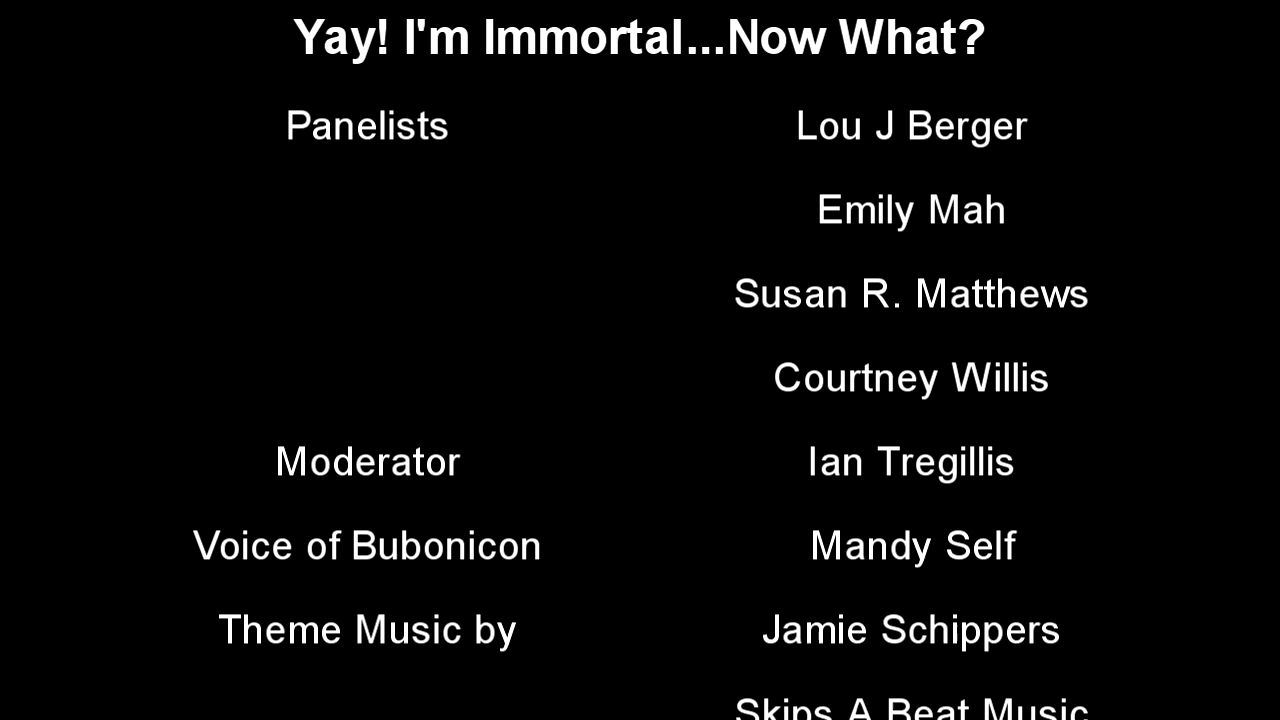 Yay! I'm Immortal...Now What?
Panelists Lou J Berger
Emily Mah
Susan R. Matthews
Courtney Willis
Moderator Ian Tregillis
Voice of Bubonicon Mandy Self
Theme Music by Jamie Schippers
Skips A Beat Music